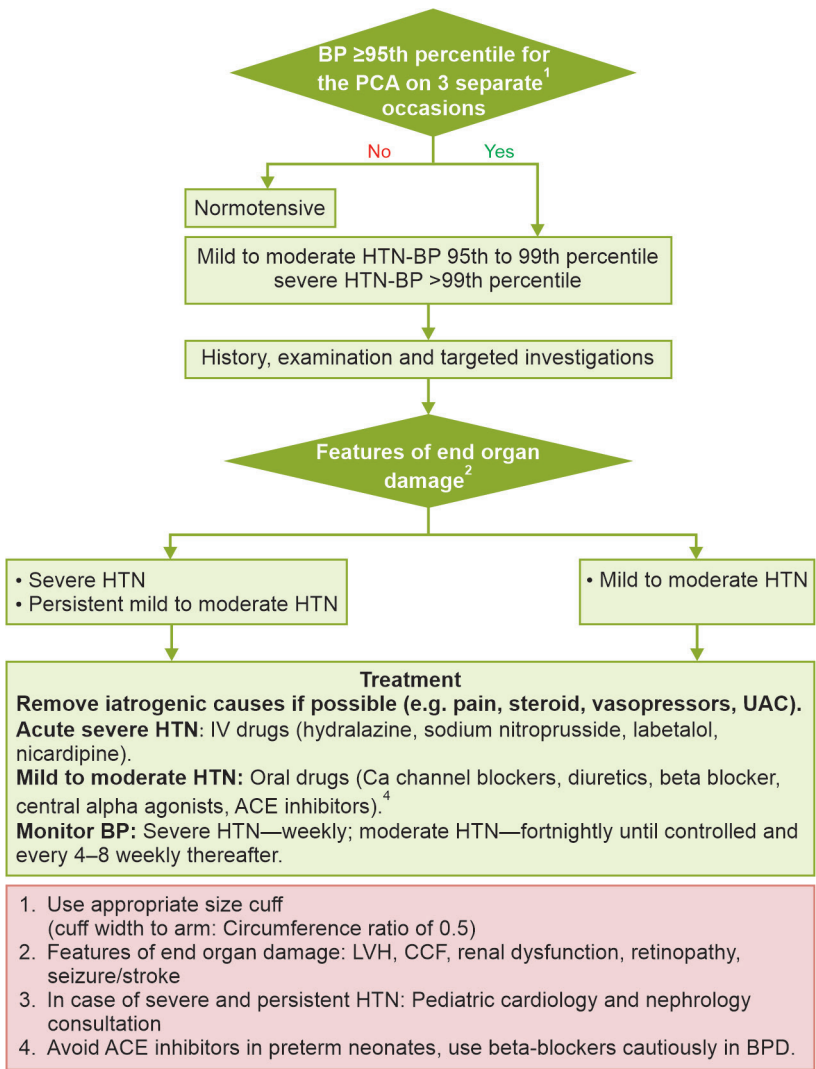 BP ≥95th percentile for
the PCA on 3 separate1
occasions
No
Yes
Normotensive
Mild to moderate HTN-BP 95th to 99th percentile
severe HTN-BP >99th percentile
History, examination and targeted investigations
Features of end organ
damage2
• Severe HTN
• Persistent mild to moderate HTN
• Mild to moderate HTN
Treatment
Remove iatrogenic causes if possible (e.g. pain, steroid, vasopressors, UAC).
Acute severe HTN: IV drugs (hydralazine, sodium nitroprusside, labetalol,
nicardipine).
Mild to moderate HTN: Oral drugs (Ca channel blockers, diuretics, beta blocker,
central alpha agonists, ACE inhibitors).4
Monitor BP: Severe HTN—weekly; moderate HTN—fortnightly until controlled and
every 4–8 weekly thereafter.
1. Use appropriate size cuff
(cuff width to arm: Circumference ratio of 0.5)
2. Features of end organ damage: LVH, CCF, renal dysfunction, retinopathy,
seizure/stroke
3. In case of severe and persistent HTN: Pediatric cardiology and nephrology
consultation
4. Avoid ACE inhibitors in preterm neonates, use beta-blockers cautiously in BPD.